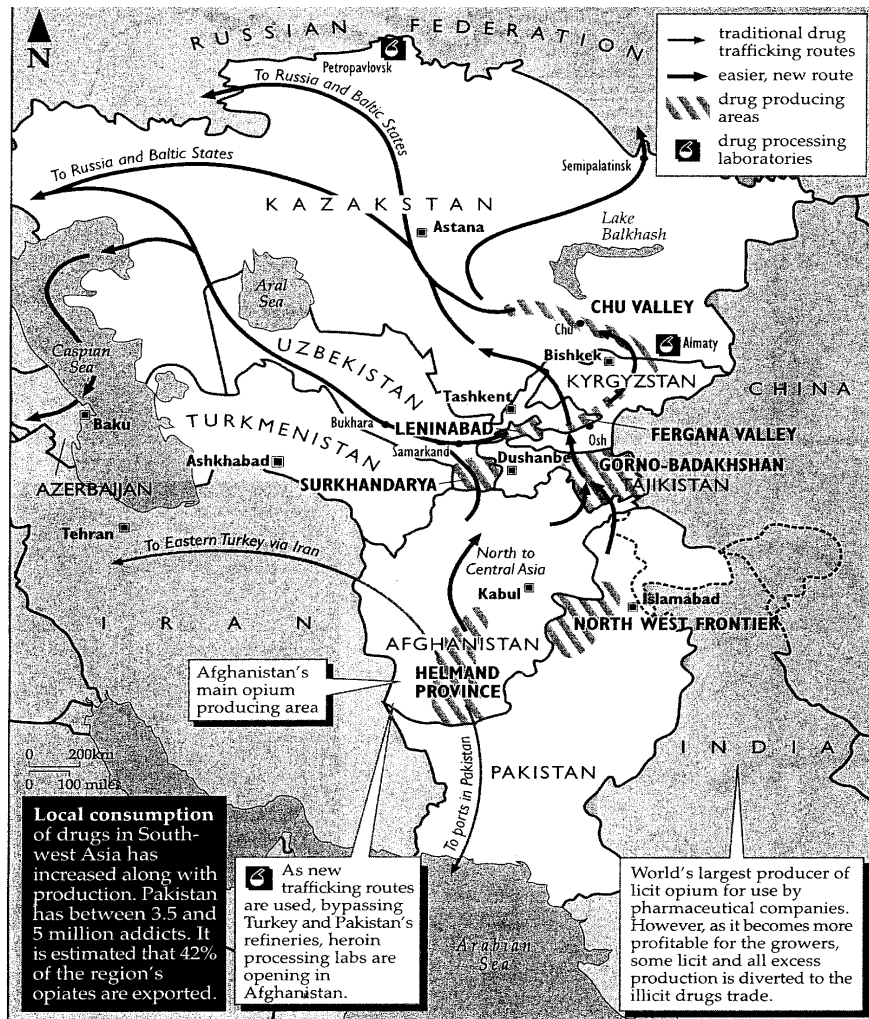 RUSSIAN FEDERATION
N
traditional drug
trafficking routes
easier, new route
drug producing
areas
drug processing
laboratories
Petropavlovsk
To Russia and Baltic States
To Russia and Baltic States
Semipalatinsk
KAZAKSTAN
Astana
Lake
Balkhash
Aral
Sea
CHU VALLEY
Chu
Aimaty
Bishkek
Caspian
Sea
UZBEKISTAN
KYRGYZSTAN
CHINA
Tashkent
Baku
TURKMENISTAN
Bukhara
LENINABAD
FERGANA VALLEY
Osh
Samarkand
Dushanbe
Ashkhabad
GORNO-BADAKHSHAN
AZERBAIJAN
SURKHANDARYA
TAJIKISTAN
Tehran
To Eastern Turkey via Iran
North to
Central Asia
Kabul
Islamabad
IRAN
NORTH WEST FRONTIER
AFGHANISTAN
Afghanistan's
main opium
producing area
HELMAND
PROVINCE
0 200km
0 100 miles
To ports in Pakistan
PAKISTAN
INDIA
Local consumption
of drugs in South-
west Asia has
increased along with
production. Pakistan
has between 3.5 and
5 million addicts. It
is estimated that 42%
of the region's
opiates are exported.
As new
trafficking routes
are used, bypassing
Turkey and Pakistan's
refineries, heroin
processing labs are
opening in
Afghanistan.
Arabian
Sea
World's largest producer of
licit opium for use by
pharmaceutical companies.
However, as it becomes more
profitable for the growers,
some licit and all excess
production is diverted to the
illicit drugs trade.